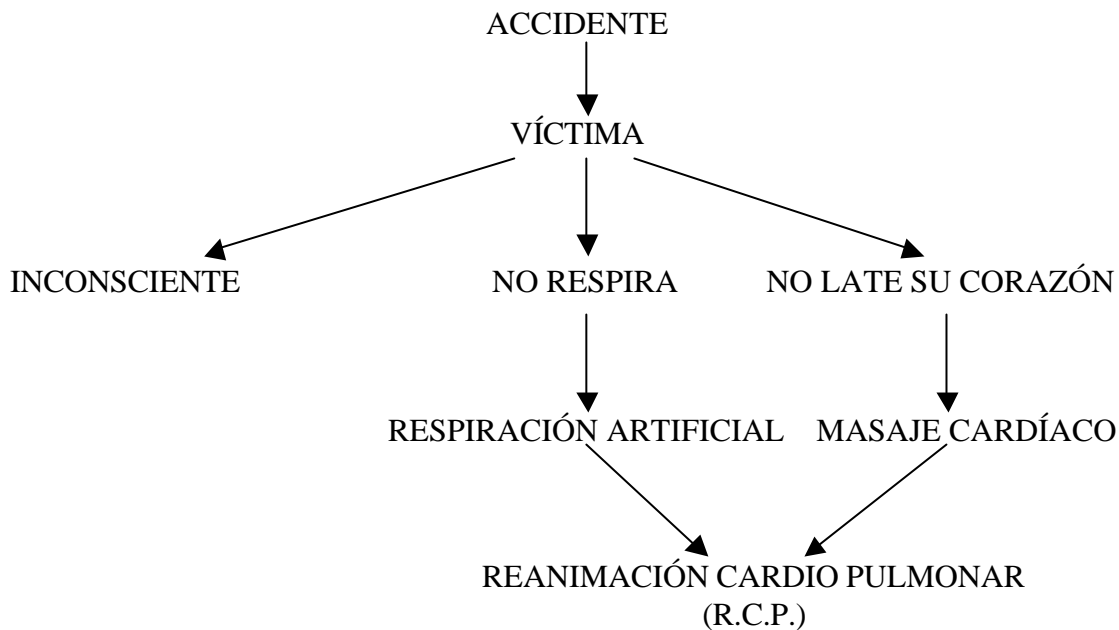 ACCIDENTE
VÍCTIMA
INCONSCIENTE NO RESPIRA NO LATE SU CORAZÓN
RESPIRACIÓN ARTIFICIAL MASAJE CARDÍACO
REANIMACIÓN CARDIO PULMONAR
(R.C.P.)